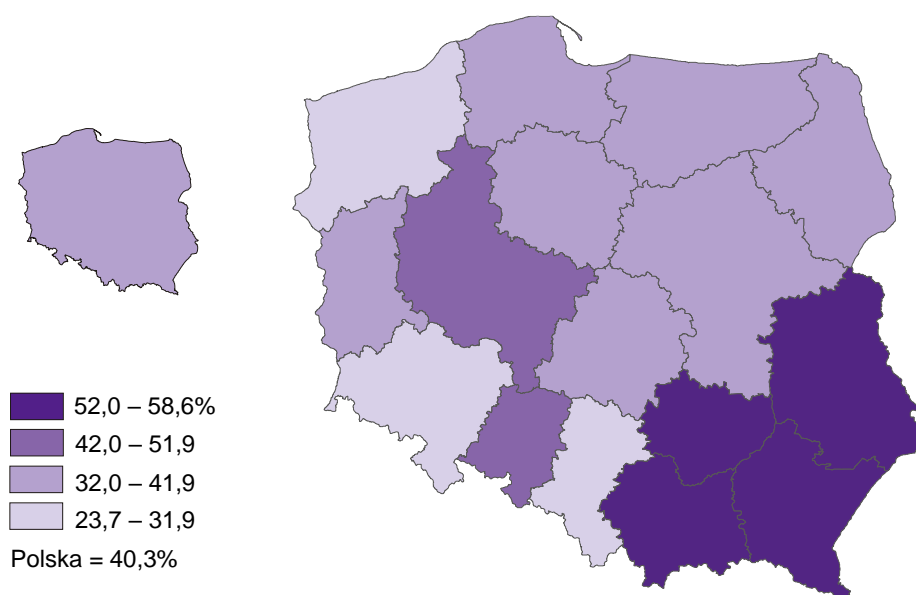 52,0 – 58,6%
42,0 – 51,9
32,0 – 41,9
23,7 – 31,9
Polska = 40,3%